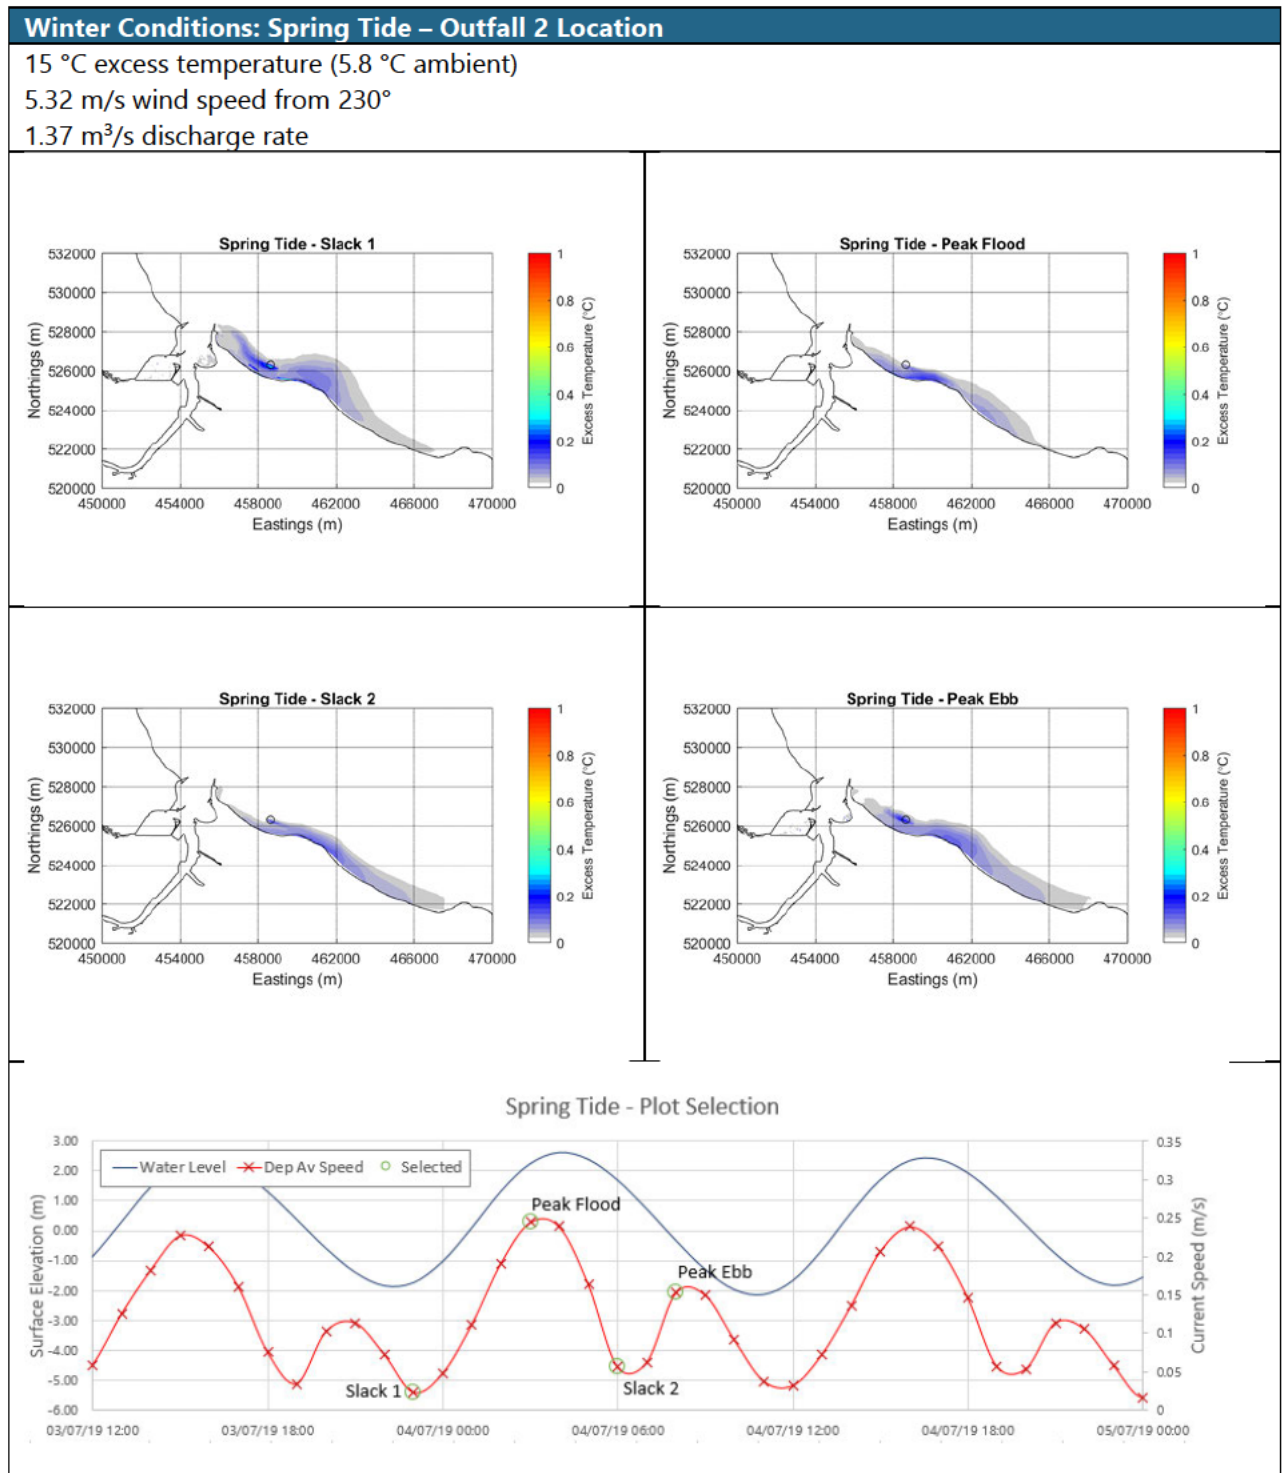 Winter Conditions: Spring Tide – Outfall 2 Location
15 °C excess temperature (5.8 °C ambient)
5.32 m/s wind speed from 230°
1.37 m³/s discharge rate
Spring Tide - Slack 1
532000
530000
528000
526000
524000
522000
520000
Northings (m)
450000 454000 458000 462000 466000 470000
Eastings (m)
1
0.8
0.6
0.4
0.2
0
Excess Temperature (°C)
Spring Tide - Peak Flood
532000
530000
528000
526000
524000
522000
520000
Northings (m)
450000 454000 458000 462000 466000 470000
Eastings (m)
1
0.8
0.6
0.4
0.2
0
Excess Temperature (°C)
Spring Tide - Slack 2
532000
530000
528000
526000
524000
522000
520000
Northings (m)
450000 454000 458000 462000 466000 470000
Eastings (m)
1
0.8
0.6
0.4
0.2
0
Excess Temperature (°C)
Spring Tide - Peak Ebb
532000
530000
528000
526000
524000
522000
520000
Northings (m)
450000 454000 458000 462000 466000 470000
Eastings (m)
1
0.8
0.6
0.4
0.2
0
Excess Temperature (°C)
Spring Tide - Plot Selection
Water Level Dep Av Speed Selected
3.00
2.00
1.00
0.00
-1.00
-2.00
-3.00
-4.00
-5.00
-6.00
Surface Elevation (m)
Peak Flood
Peak Ebb
Slack 1
Slack 2
0.35
0.3
0.25
0.2
0.15
0.1
0.05
0
Current Speed (m/s)
03/07/19 12:00 03/07/19 18:00 04/07/19 00:00 04/07/19 06:00 04/07/19 12:00 04/07/19 18:00 05/07/19 00:00